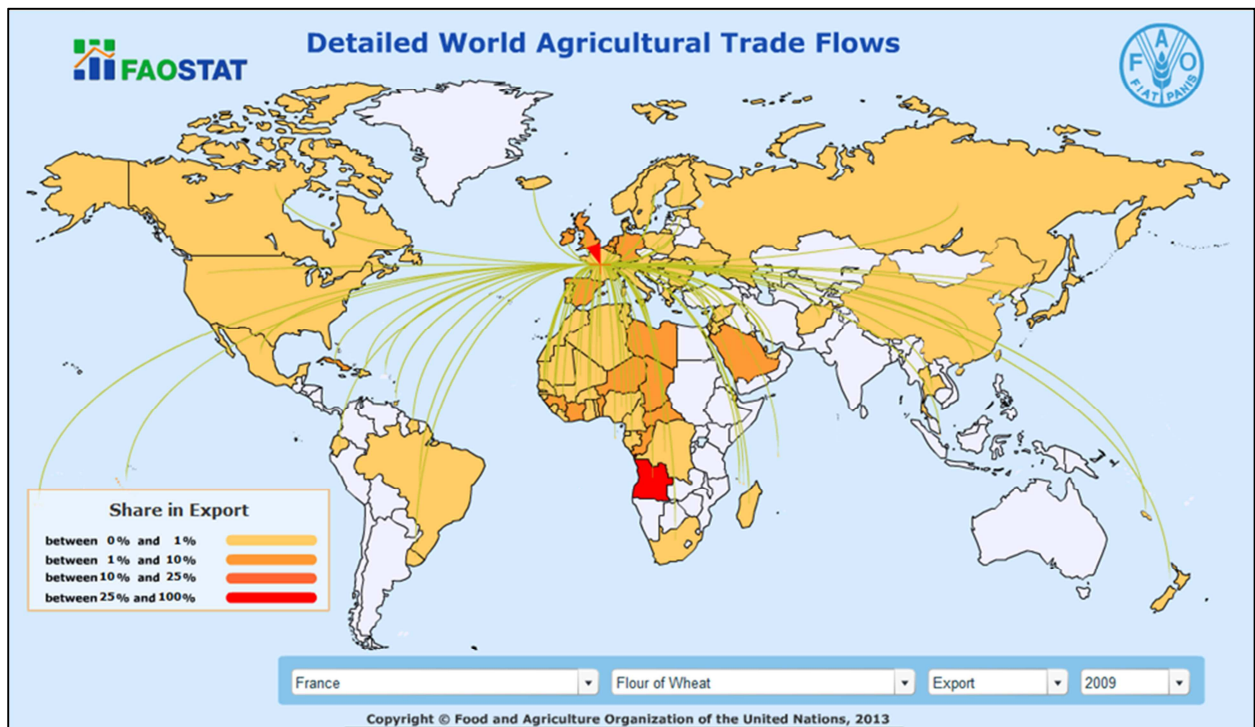 Detailed World Agricultural Trade Flows
FAOSTAT
F A O
FIAT PANIS
Share in Export
between 0% and 1%
between 1% and 10%
between 10% and 25%
between 25% and 100%
France
Flour of Wheat
Export
2009
Copyright © Food and Agriculture Organization of the United Nations, 2013